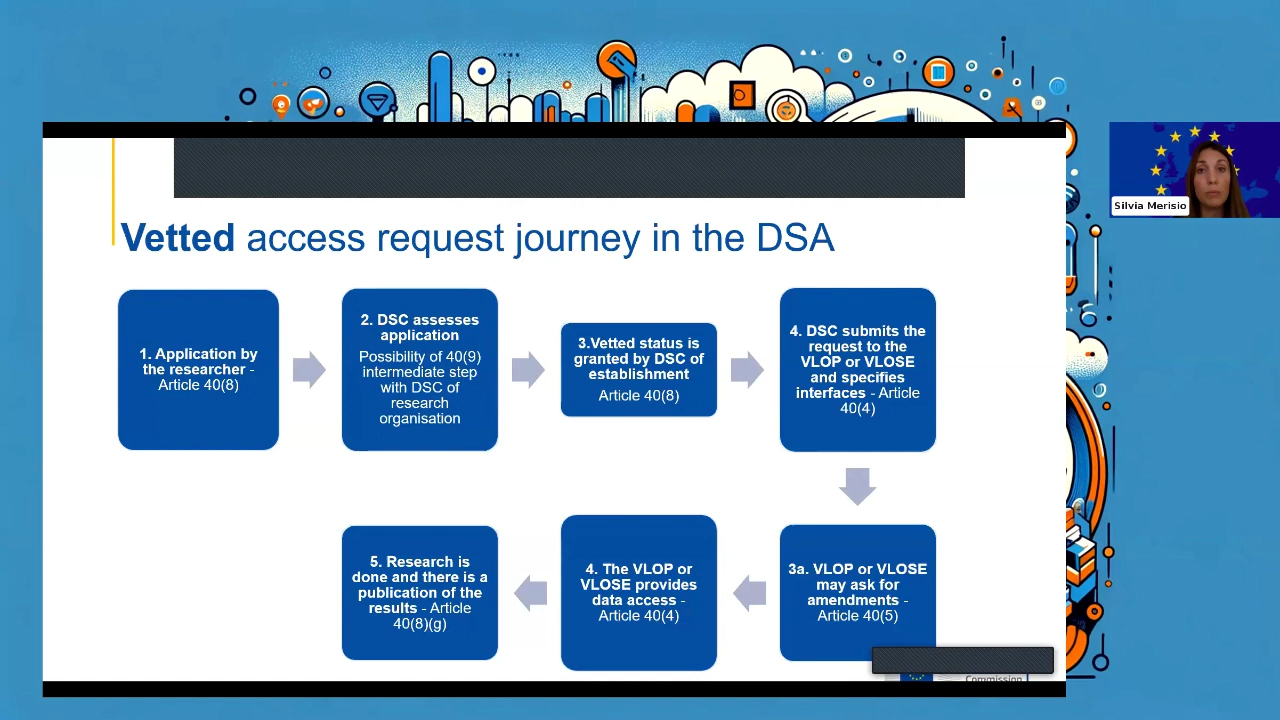 Silvia Merisio
Vetted access request journey in the DSA
1. Application by
the researcher -
Article 40(8)
2. DSC assesses
application
Possibility of 40(9)
intermediate step
with DSC of
research
organisation
3.Vetted status is
granted by DSC of
establishment
Article 40(8)
4. DSC submits the
request to the
VLOP or VLOSE
and specifies
interfaces - Article
40(4)
3a. VLOP or VLOSE
may ask for
amendments -
Article 40(5)
4. The VLOP or
VLOSE provides
data access -
Article 40(4)
5. Research is
done and there is a
publication of the
results - Article
40(8)(g)
Commission